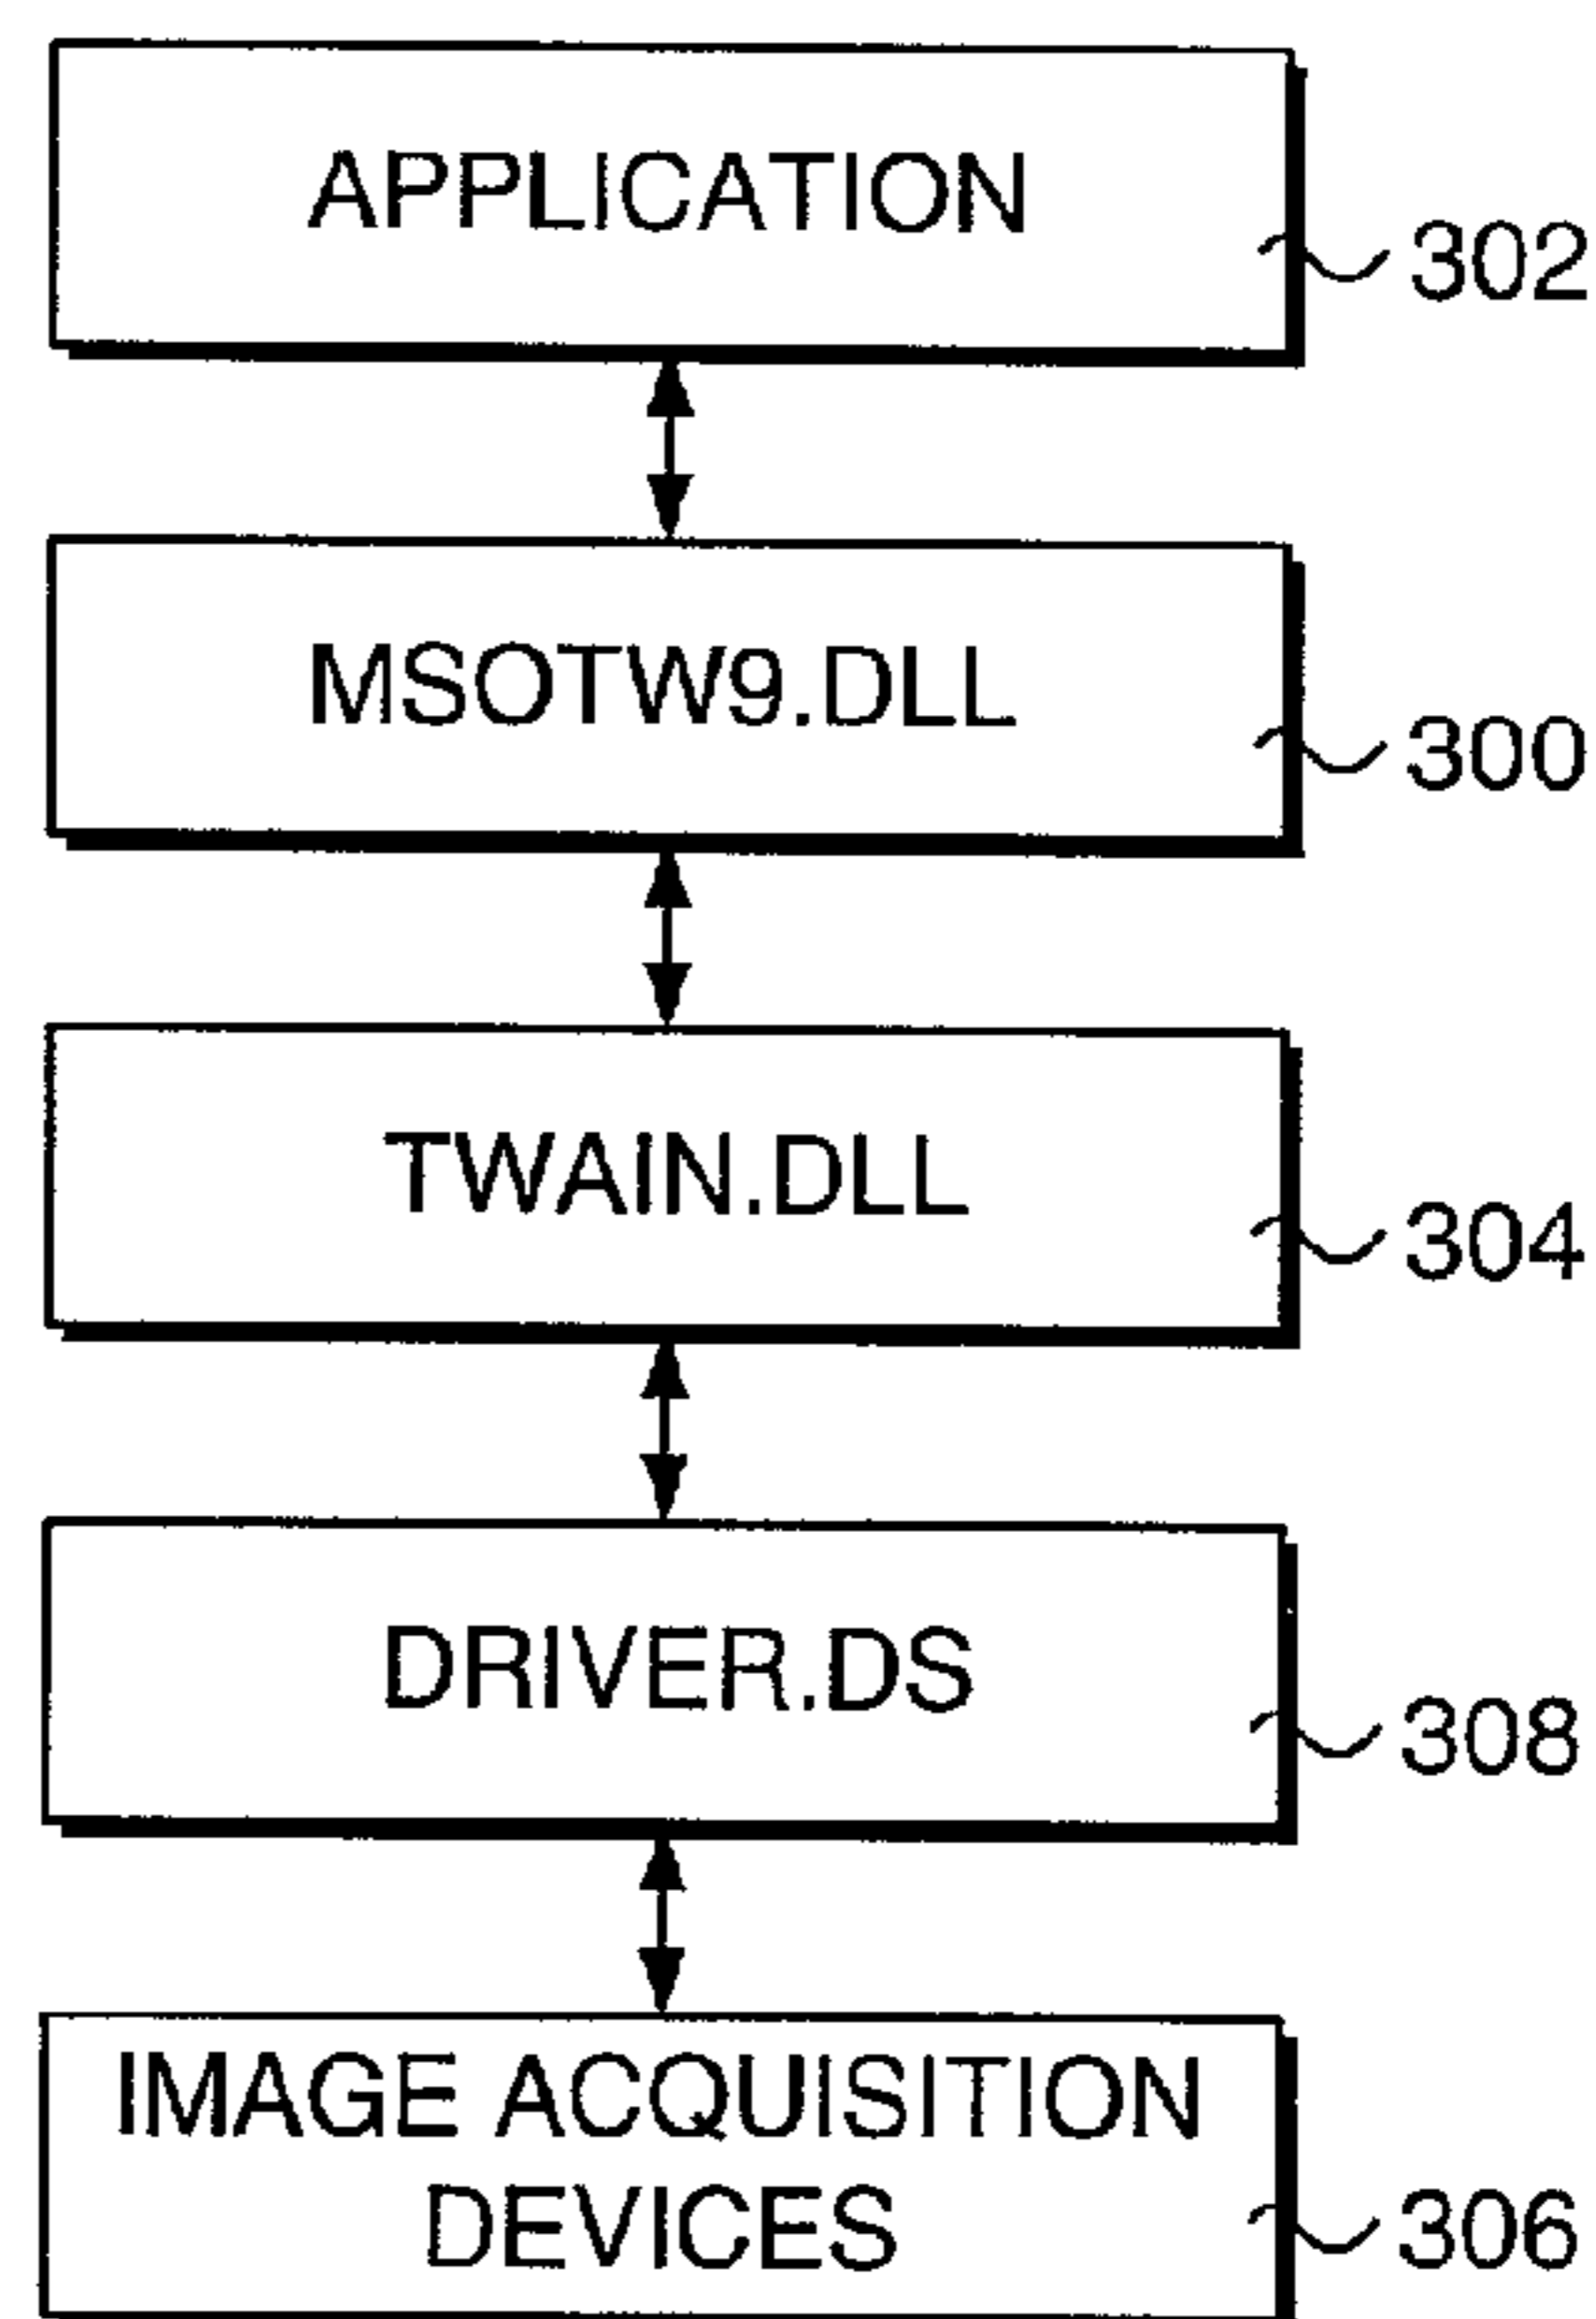 APPLICATION
302
MSOTW9.DLL
300
TWAIN.DLL
304
DRIVER.DS
308
IMAGE ACQUISITION
DEVICES
306